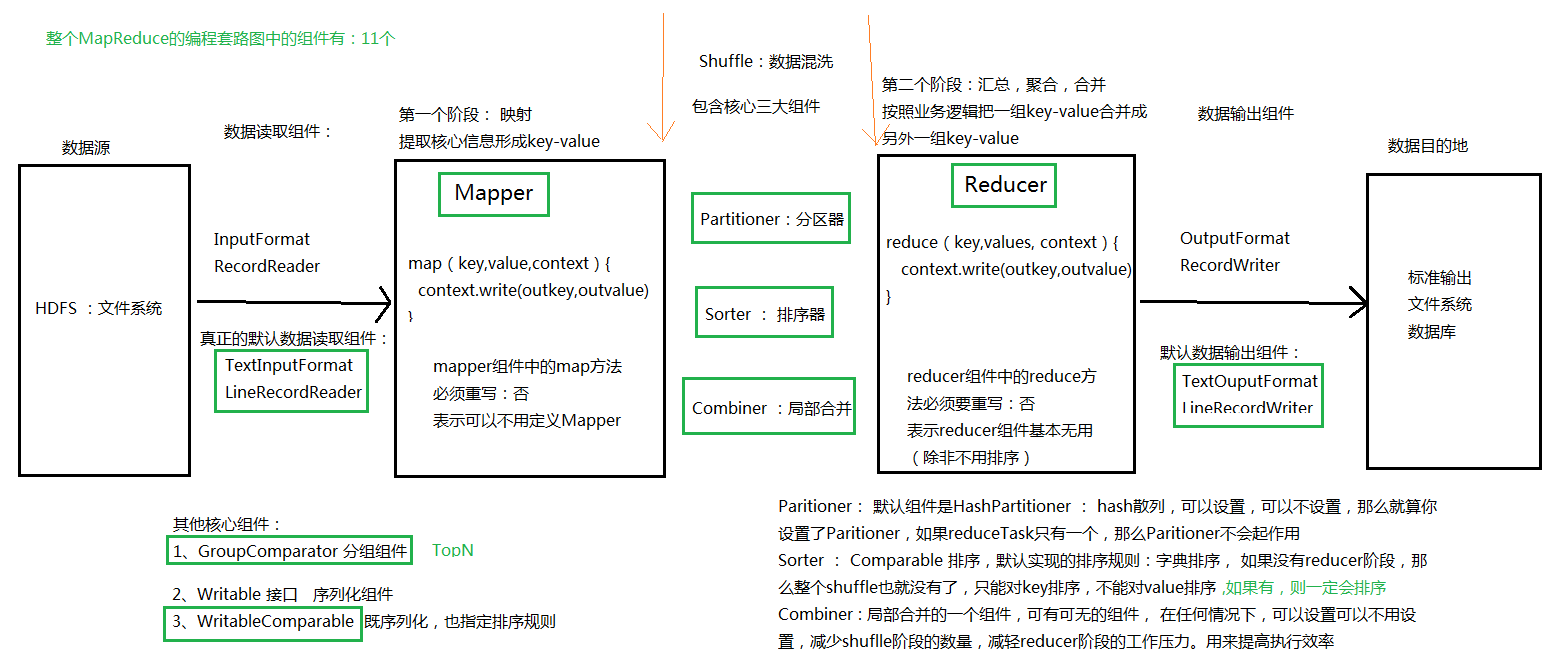 整个MapReduce的编程套路图中的组件有：11个
数据源
HDFS ：文件系统
数据读取组件：
InputFormat
RecordReader
真正的默认数据读取组件：
TextInputFormat
LineRecordReader
第一个阶段： 映射
提取核心信息形成key-value
Mapper
map（key,value,context）{
context.write(outkey,outvalue)
}
mapper组件中的map方法
必须重写：否
表示可以不用定义Mapper
Shuffle：数据混洗
包含核心三大组件
Partitioner：分区器
Sorter ： 排序器
Combiner ：局部合并
第二个阶段：汇总，聚合，合并
按照业务逻辑把一组key-value合并成
另外一组key-value
Reducer
reduce（key,values, context）{
context.write(outkey,outvalue)
}
reducer组件中的reduce方
法必须要重写：否
表示reducer组件基本无用
（除非不用排序）
数据输出组件
OutputFormat
RecordWriter
默认数据输出组件：
TextOuputFormat
LineRecordWriter
数据目的地
标准输出
文件系统
数据库
其他核心组件：
1、GroupComparator 分组组件
TopN
2、Writable 接口 序列化组件
3、WritableComparable 既序列化，也指定排序规则
Paritioner： 默认组件是HashPartitioner ： hash散列，可以设置，可以不设置，那么就算你
设置了Paritioner，如果reduceTask只有一个，那么Paritioner不会起作用
Sorter ： Comparable 排序，默认实现的排序规则：字典排序， 如果没有reducer阶段，那
么整个shuffle也就没有了，只能对key排序，不能对value排序 ,如果有，则一定会排序
Combiner：局部合并的一个组件，可有可无的组件， 在任何情况下，可以设置可以不用设
置，减少shuflle阶段的数量，减轻reducer阶段的工作压力。用来提高执行效率